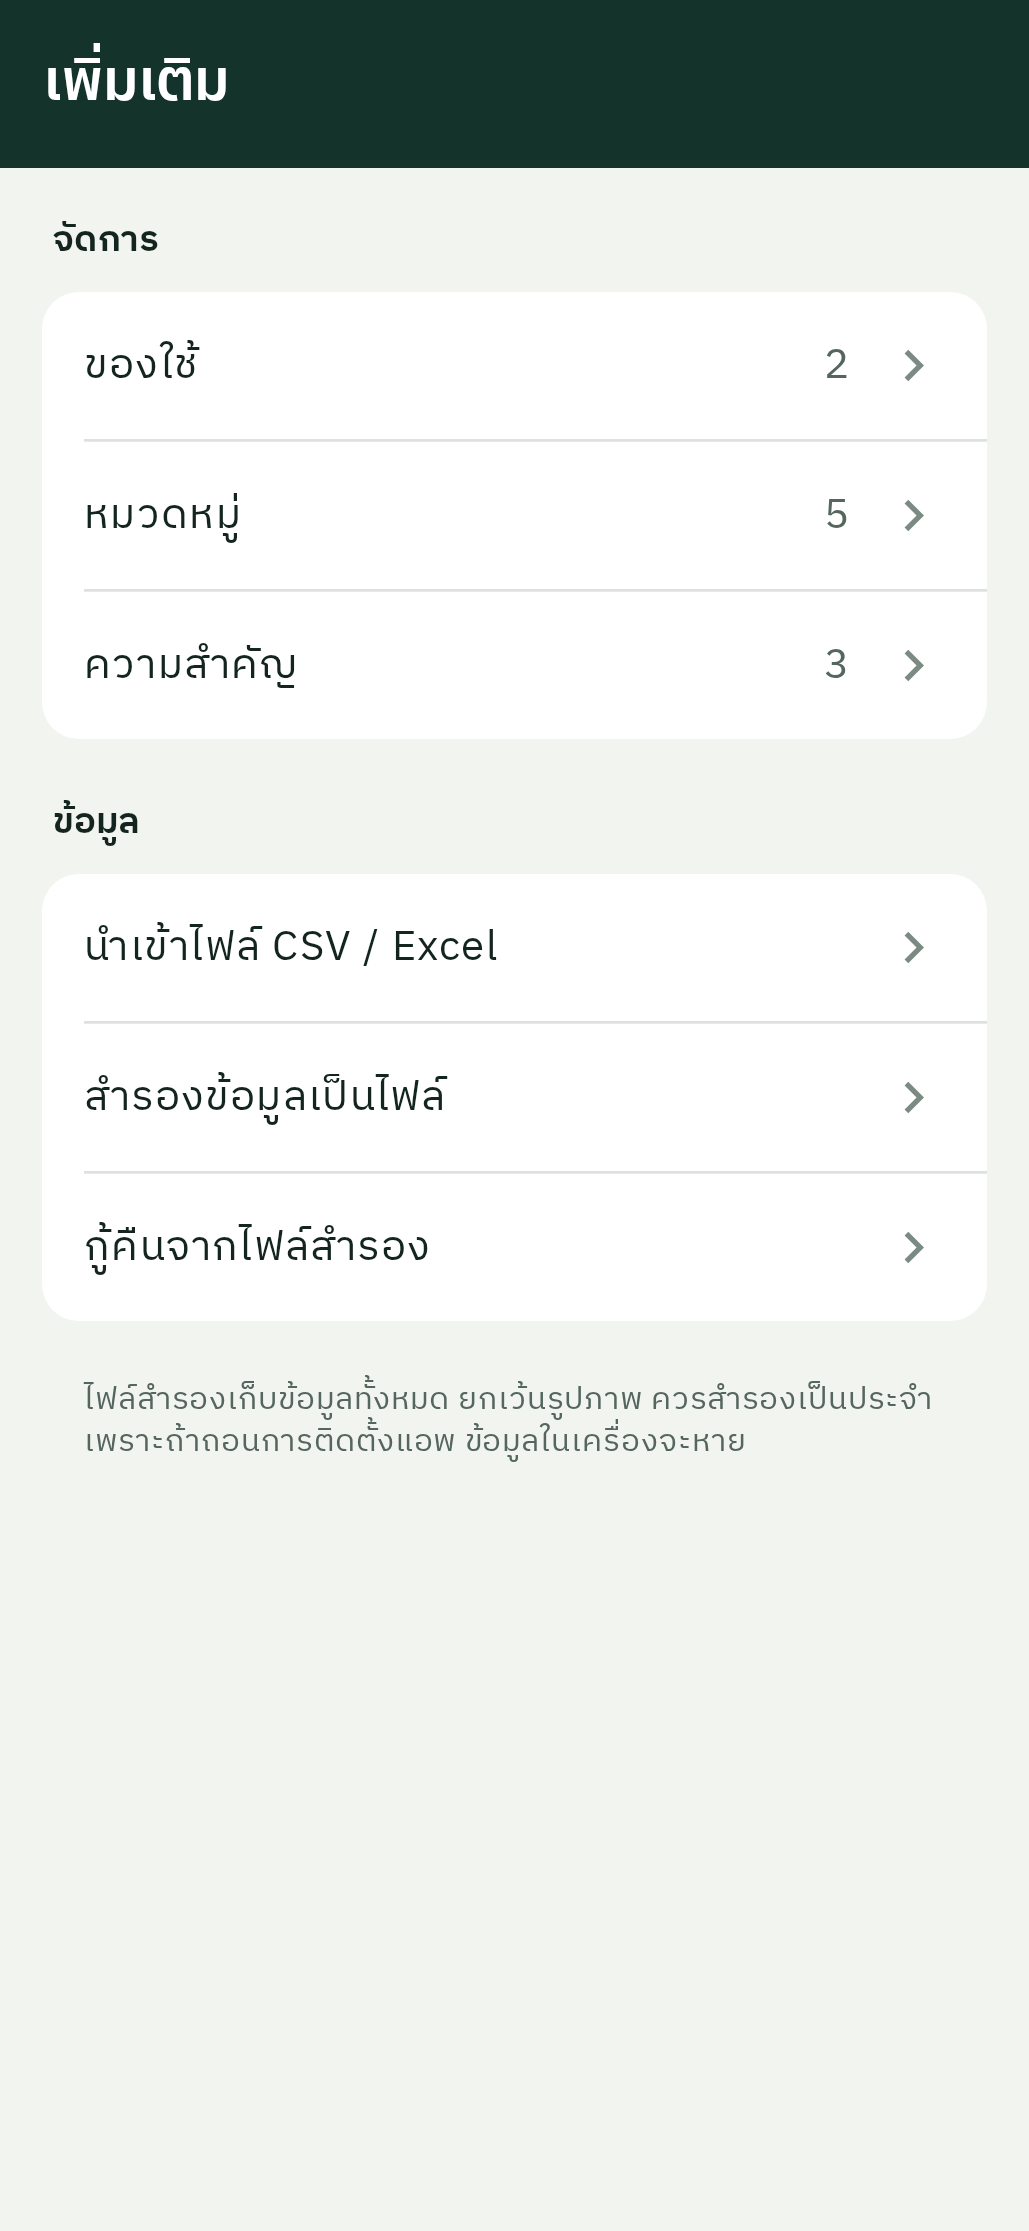 เพิ่มเติม
จัดการ
ของใช้ 2
หมวดหมู่ 5
ความสำคัญ 3
ข้อมูล
นำเข้าไฟล์ CSV / Excel
สำรองข้อมูลเป็นไฟล์
กู้คืนจากไฟล์สำรอง
ไฟล์สำรองเก็บข้อมูลทั้งหมด ยกเว้นรูปภาพ ควรสำรองเป็นประจำ
เพราะถ้าถอนการติดตั้งแอพ ข้อมูลในเครื่องจะหาย